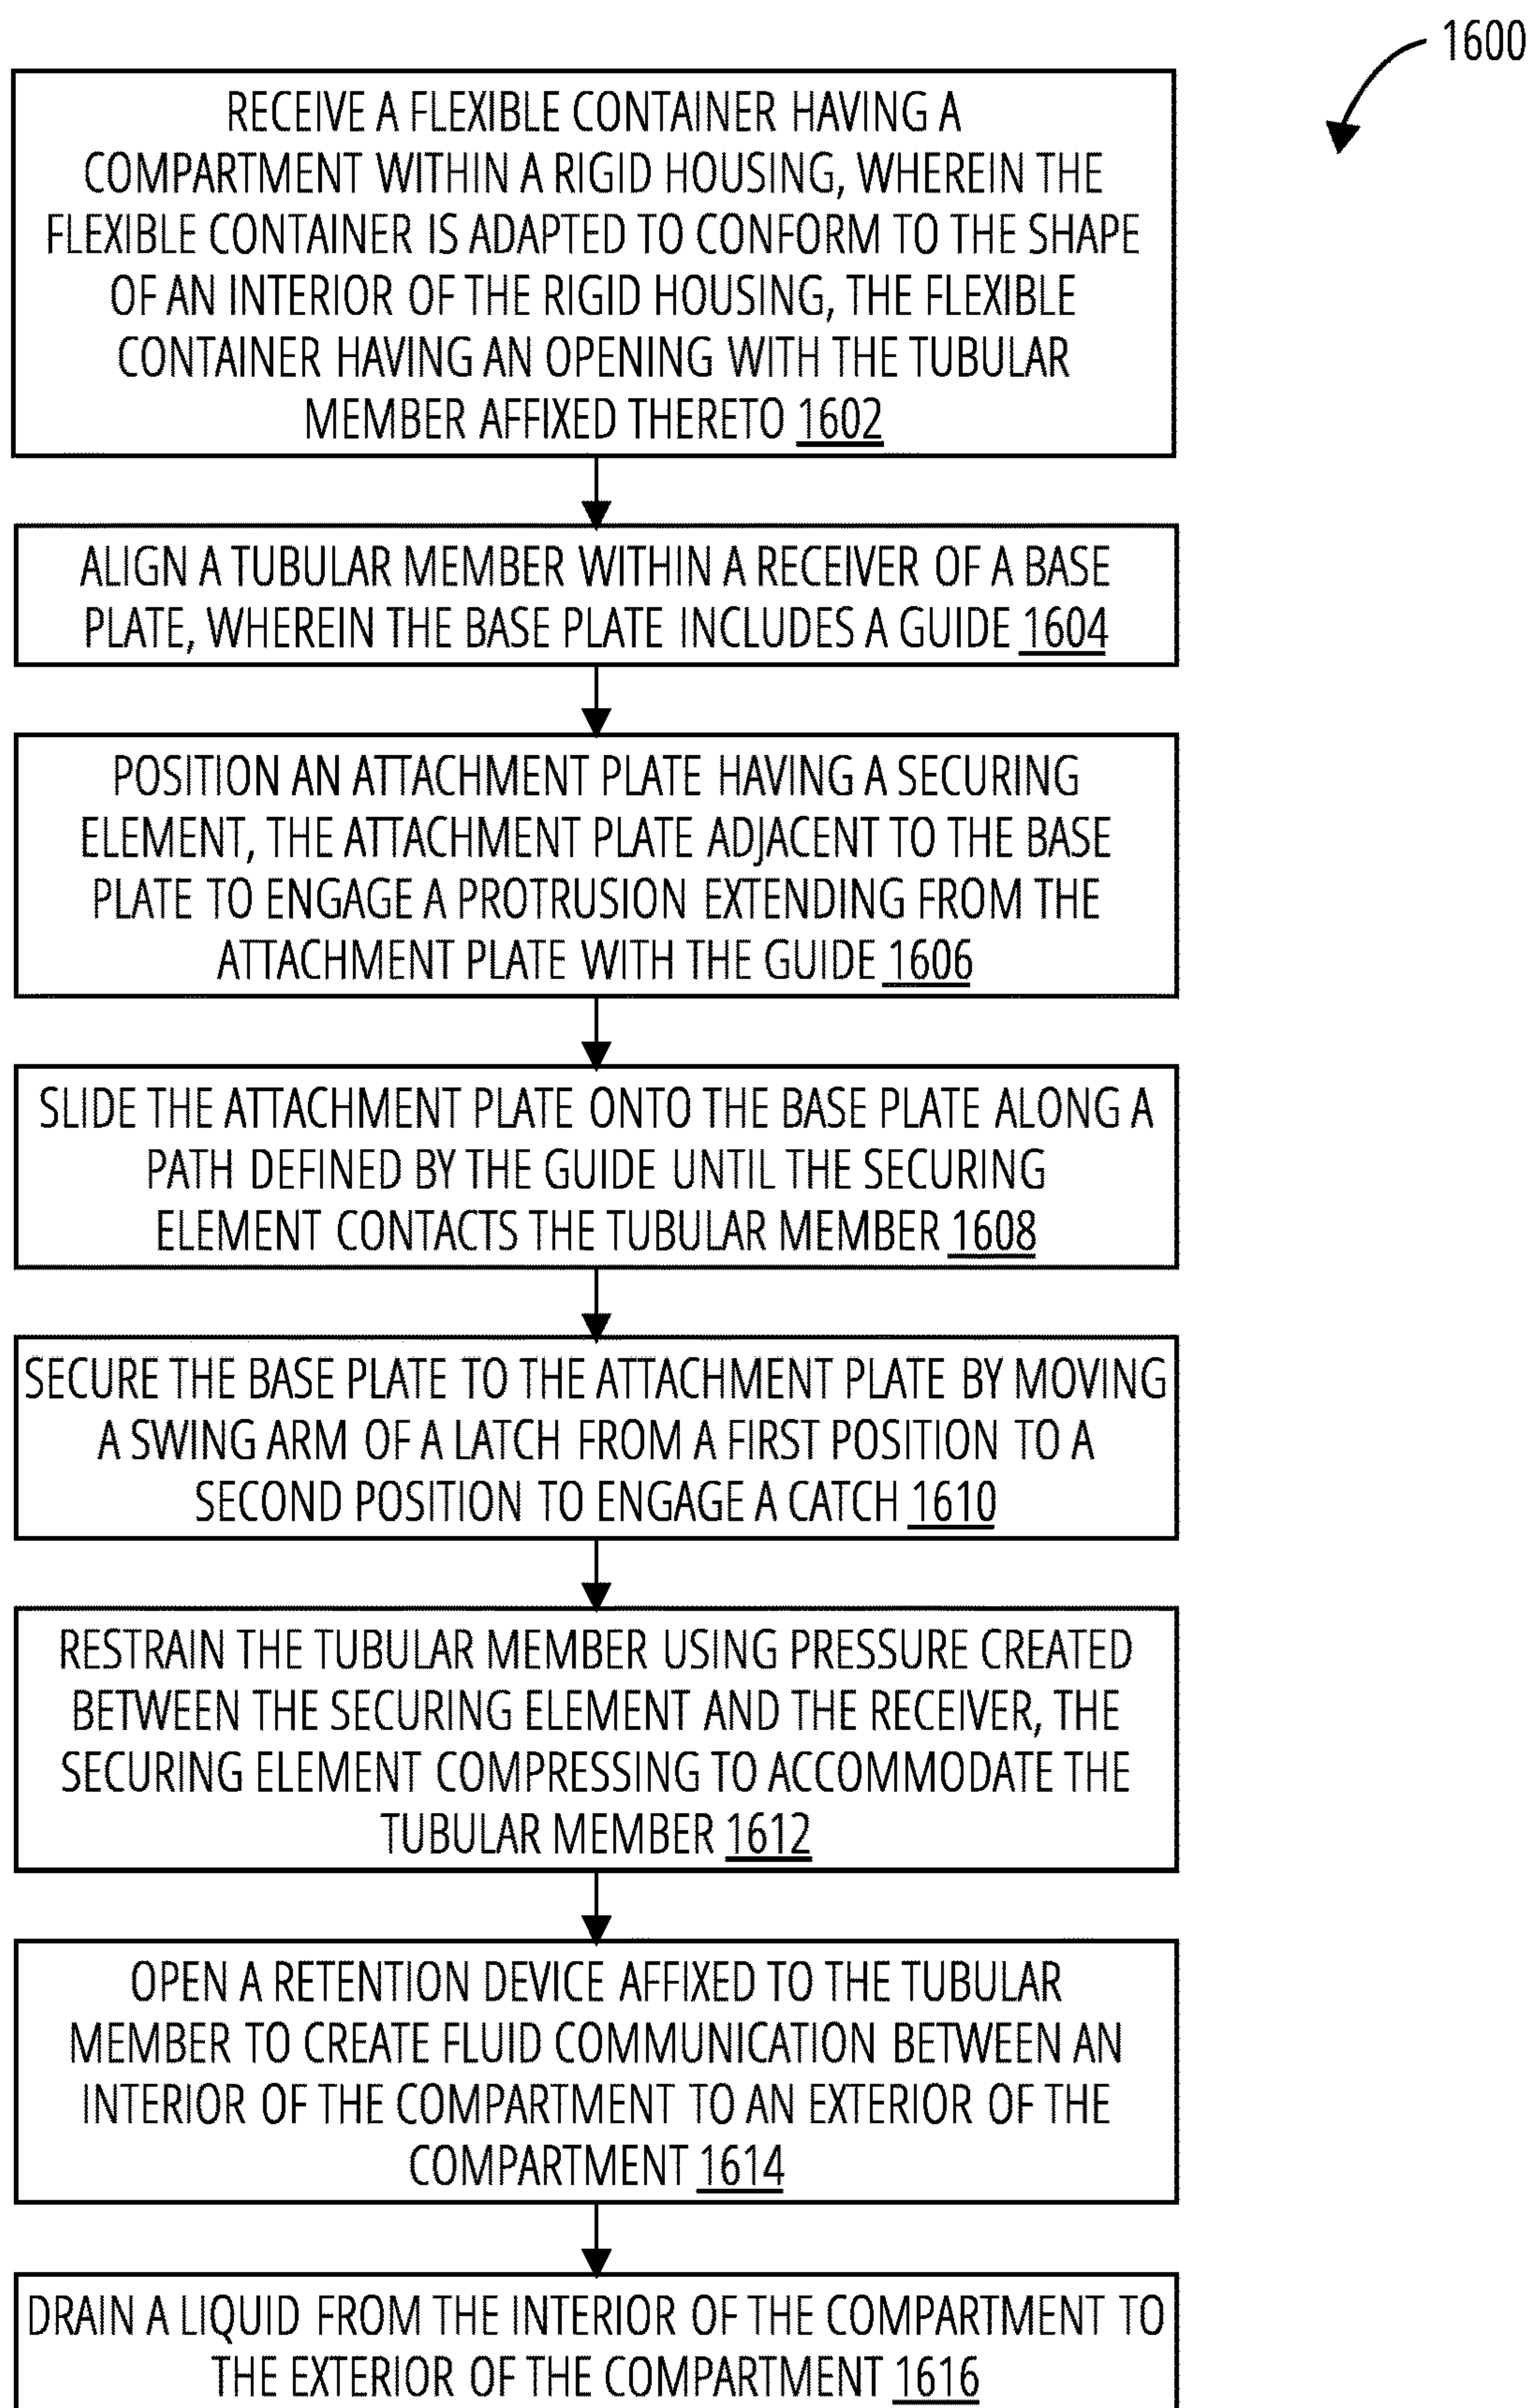 1600
RECEIVE A FLEXIBLE CONTAINER HAVING A
COMPARTMENT WITHIN A RIGID HOUSING, WHEREIN THE
FLEXIBLE CONTAINER IS ADAPTED TO CONFORM TO THE SHAPE
OF AN INTERIOR OF THE RIGID HOUSING, THE FLEXIBLE
CONTAINER HAVING AN OPENING WITH THE TUBULAR
MEMBER AFFIXED THERETO 1602
ALIGN A TUBULAR MEMBER WITHIN A RECEIVER OF A BASE
PLATE, WHEREIN THE BASE PLATE INCLUDES A GUIDE 1604
POSITION AN ATTACHMENT PLATE HAVING A SECURING
ELEMENT, THE ATTACHMENT PLATE ADJACENT TO THE BASE
PLATE TO ENGAGE A PROTRUSION EXTENDING FROM THE
ATTACHMENT PLATE WITH THE GUIDE 1606
SLIDE THE ATTACHMENT PLATE ONTO THE BASE PLATE ALONG A
PATH DEFINED BY THE GUIDE UNTIL THE SECURING
ELEMENT CONTACTS THE TUBULAR MEMBER 1608
SECURE THE BASE PLATE TO THE ATTACHMENT PLATE BY MOVING
A SWING ARM OF A LATCH FROM A FIRST POSITION TO A
SECOND POSITION TO ENGAGE A CATCH 1610
RESTRAIN THE TUBULAR MEMBER USING PRESSURE CREATED
BETWEEN THE SECURING ELEMENT AND THE RECEIVER, THE
SECURING ELEMENT COMPRESSING TO ACCOMMODATE THE
TUBULAR MEMBER 1612
OPEN A RETENTION DEVICE AFFIXED TO THE TUBULAR
MEMBER TO CREATE FLUID COMMUNICATION BETWEEN AN
INTERIOR OF THE COMPARTMENT TO AN EXTERIOR OF THE
COMPARTMENT 1614
DRAIN A LIQUID FROM THE INTERIOR OF THE COMPARTMENT TO
THE EXTERIOR OF THE COMPARTMENT 1616